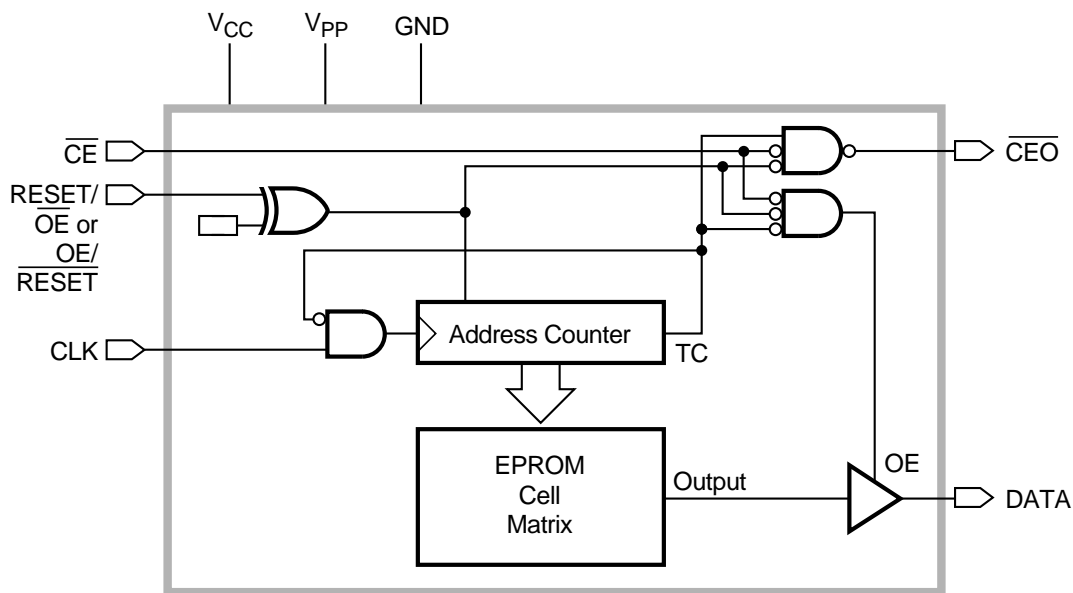 VCC
VPP
GND
CE
CEO
RESET/
OE or
OE/
RESET
CLK
Address Counter
TC
EPROM
Cell
Matrix
Output
OE
DATA